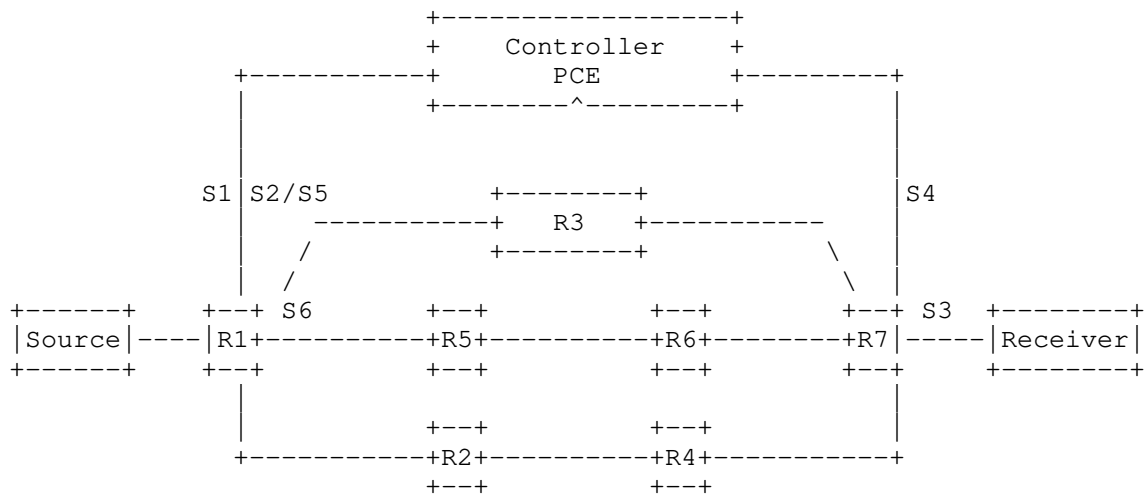 Controller
PCE
S1 S2/S5 S4
R3
S6 S3
Source R1 R5 R6 R7 Receiver
R2 R4